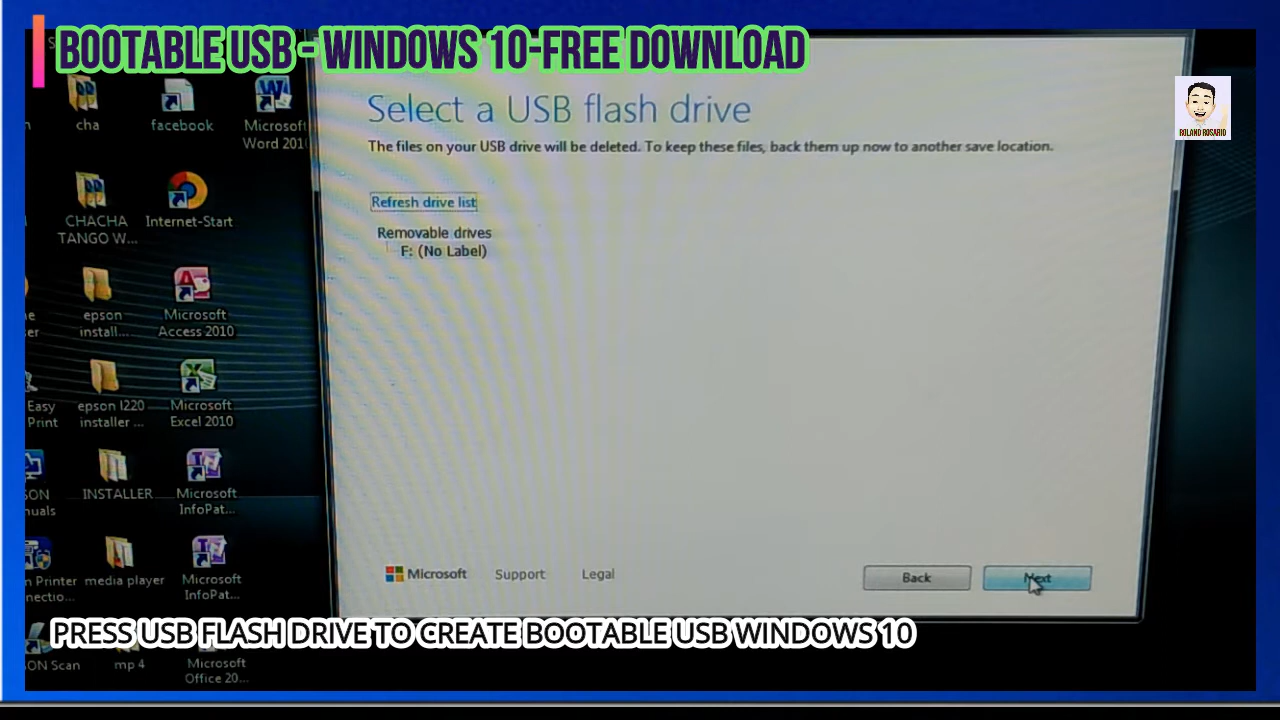 BOOTABLE USB - WINDOWS 10-FREE DOWNLOAD
ROLAND ROSARIO
Select a USB flash drive
The files on your USB drive will be deleted. To keep these files, back them up now to another save location.
Refresh drive list
Removable drives
F: (No Label)
Microsoft
Support
Legal
Back
Next
cha
facebook
Microsoft
Word 2010
CHACHA
TANGO W...
Internet-Start
epson
install...
Microsoft
Access 2010
Easy
Print
epson l220
installer ...
Microsoft
Excel 2010
INSTALLER
Microsoft
InfoPat...
Printer
media player
Microsoft
InfoPat...
PRESS USB FLASH DRIVE TO CREATE BOOTABLE USB WINDOWS 10
Scan
mp 4
Microsoft
Office 20...